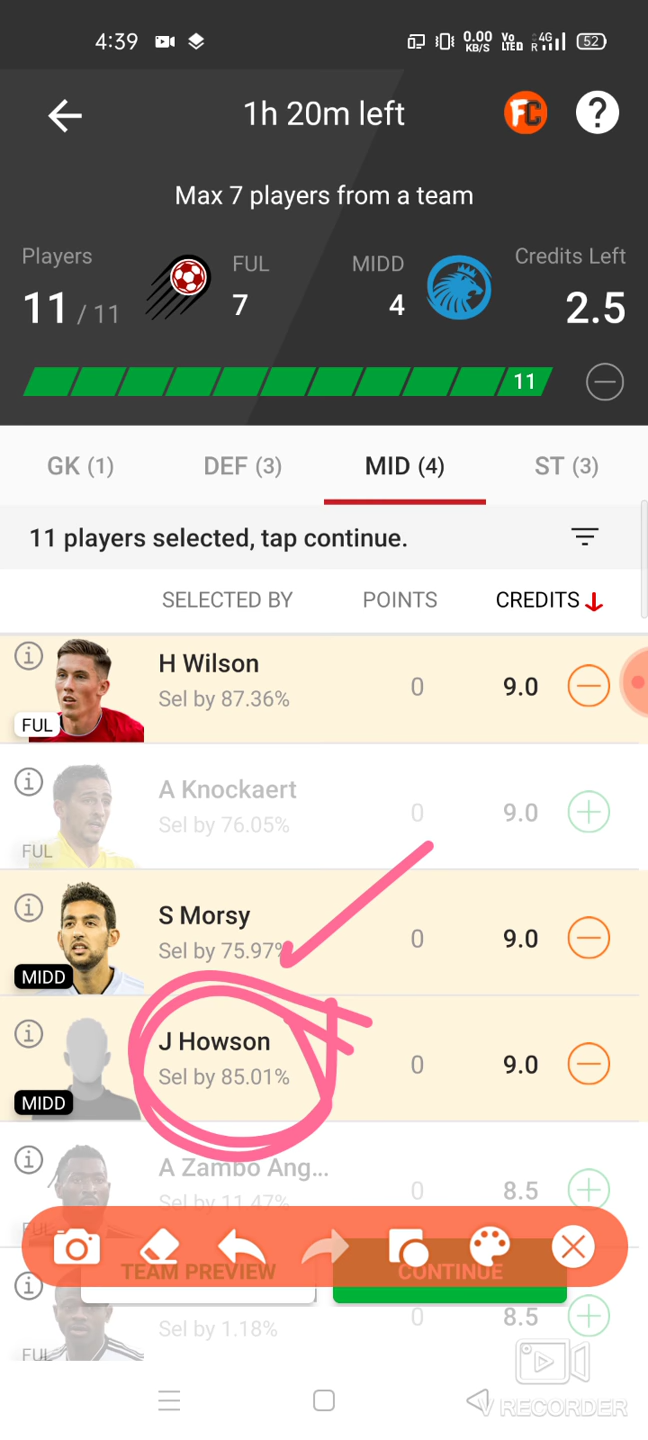 4:39
0.00 KB/S
Vo LTED
4G R
52
1h 20m left
FC
?
Max 7 players from a team
Players
FUL
MIDD
Credits Left
11 / 11
7
4
2.5
11
GK (1)
DEF (3)
MID (4)
ST (3)
11 players selected, tap continue.
SELECTED BY
POINTS
CREDITS
H Wilson
Sel by 87.36%
0
9.0
FUL
A Knockaert
Sel by 76.05%
0
9.0
FUL
S Morsy
Sel by 75.97%
0
9.0
MIDD
J Howson
Sel by 85.01%
0
9.0
MIDD
A Zambo Ang...
Sel by 11.47%
0
8.5
FUL
TEAM PREVIEW
CONTINUE
Sel by 1.18%
0
8.5
FUL
V RECORDER